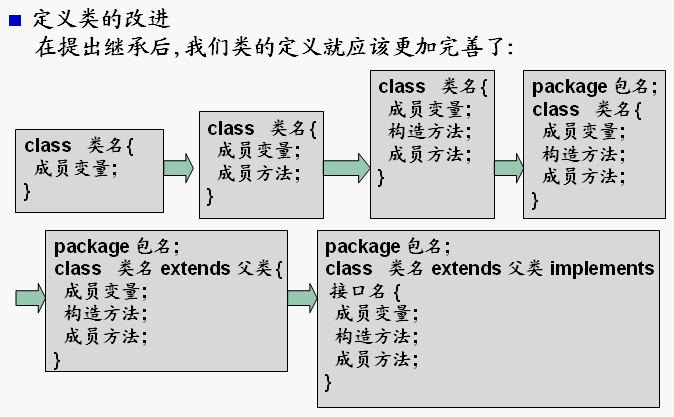 定义类的改进
在提出继承后,我们类的定义就应该更加完善了:
class 类名{
成员变量;
}
class 类名{
成员变量;
成员方法;
}
class 类名{
成员变量;
构造方法;
成员方法;
}
package 包名;
class 类名{
成员变量;
构造方法;
成员方法;
}
package 包名;
class 类名 extends 父类{
成员变量;
构造方法;
成员方法;
}
package 包名;
class 类名 extends 父类 implements
接口名{
成员变量;
构造方法;
成员方法;
}